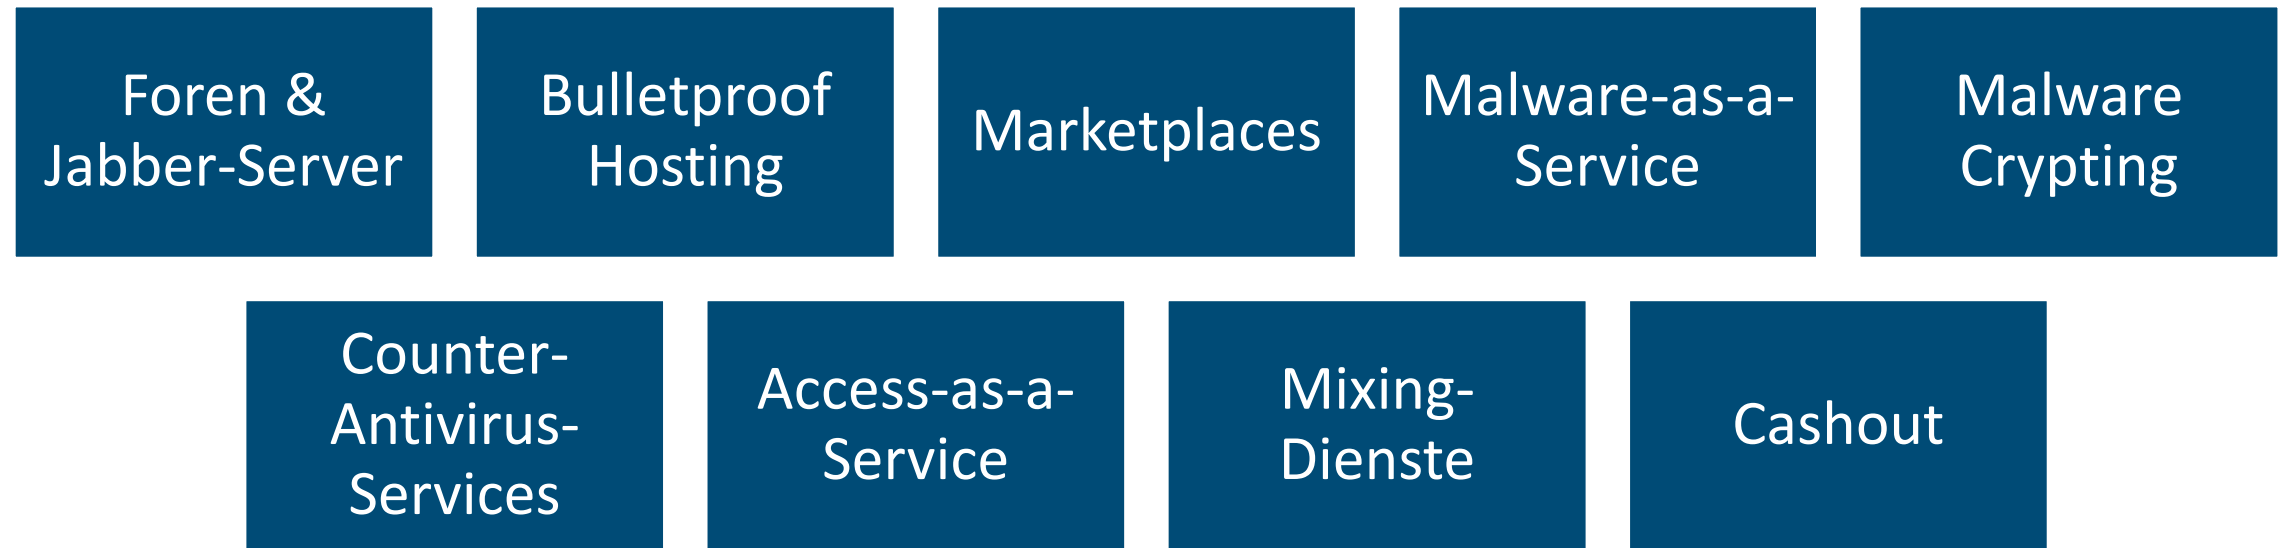 Foren &
Jabber-Server
Bulletproof
Hosting
Marketplaces
Malware-as-a-
Service
Malware
Crypting
Counter-
Antivirus-
Services
Access-as-a-
Service
Mixing-
Dienste
Cashout